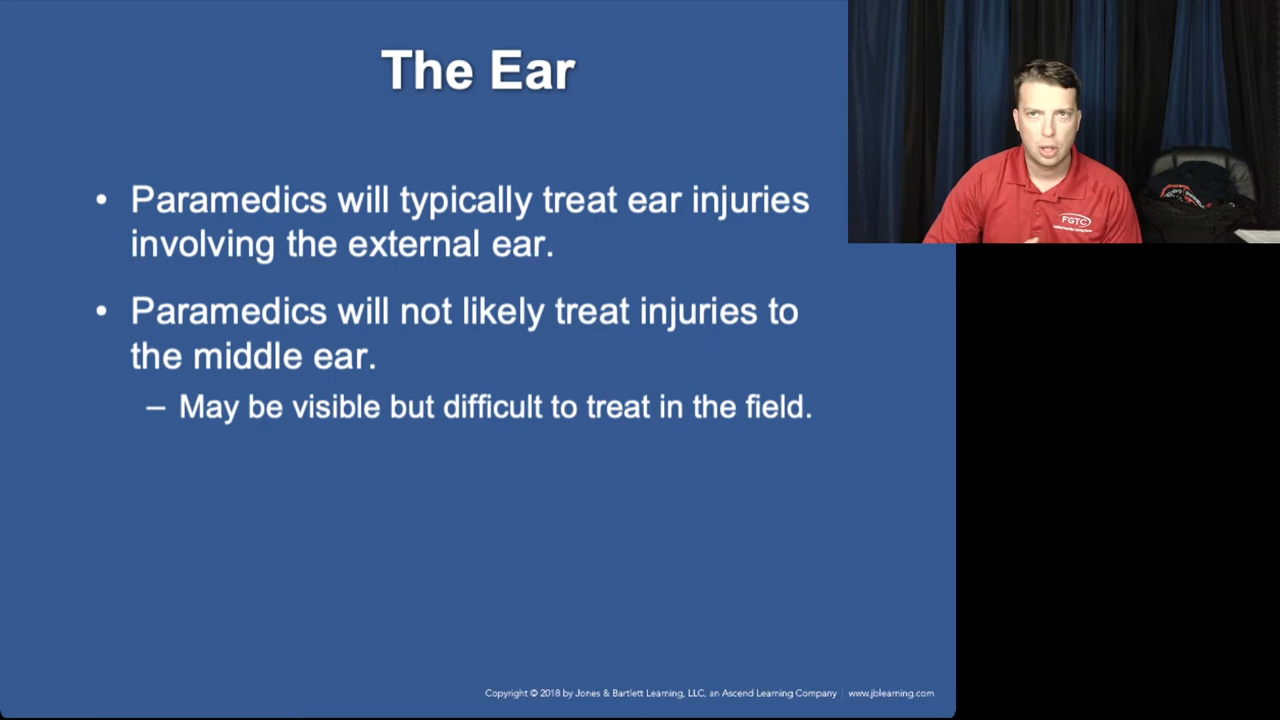 The Ear
• Paramedics will typically treat ear injuries
involving the external ear.
• Paramedics will not likely treat injuries to
the middle ear.
– May be visible but difficult to treat in the field.
FGTC
Copyright © 2018 by Jones & Bartlett Learning, LLC, an Ascend Learning Company | www.jblearning.com